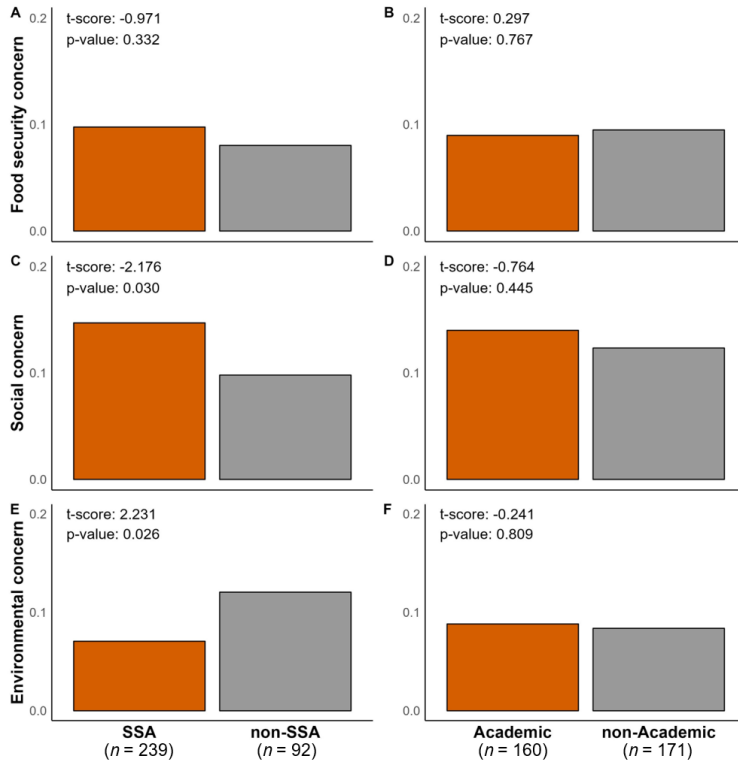 A
0.2
t-score: -0.971
p-value: 0.332
0.1
0.0
Food security concern
B
0.2
t-score: 0.297
p-value: 0.767
0.1
0.0
C
0.2
t-score: -2.176
p-value: 0.030
0.1
0.0
Social concern
D
0.2
t-score: -0.764
p-value: 0.445
0.1
0.0
E
0.2
t-score: 2.231
p-value: 0.026
0.1
0.0
Environmental concern
F
0.2
t-score: -0.241
p-value: 0.809
0.1
0.0
SSA
(n = 239)
non-SSA
(n = 92)
Academic
(n = 160)
non-Academic
(n = 171)